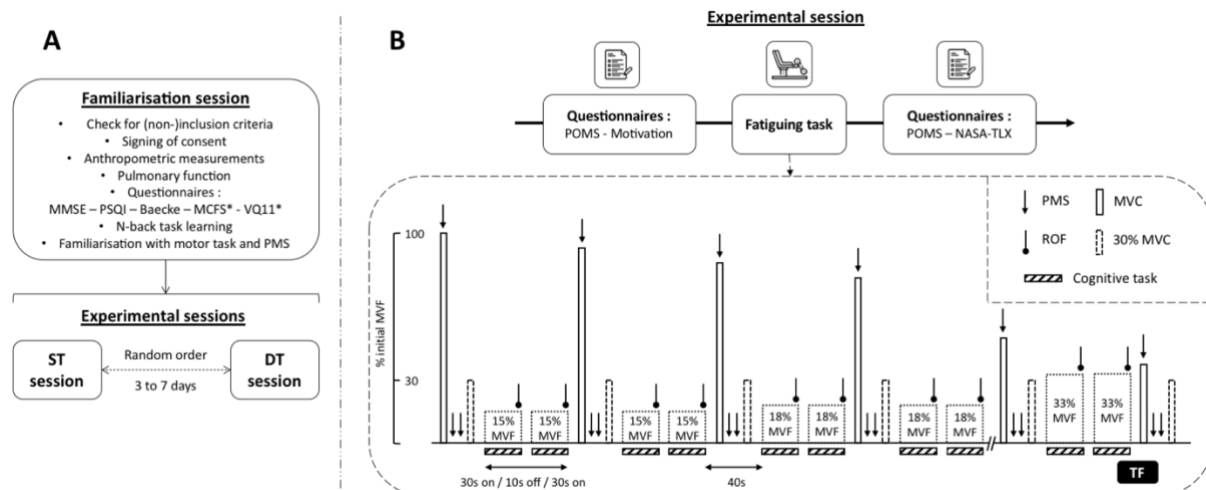 A
Familiarisation session
• Check for (non-)inclusion criteria
• Signing of consent
• Anthropometric measurements
• Pulmonary function
• Questionnaires :
MMSE – PSQI – Baecke – MCFS* - VQ11*
• N-back task learning
• Familiarisation with motor task and PMS
Experimental sessions
ST
session
Random order
3 to 7 days
DT
session
B
Experimental session
Questionnaires :
POMS - Motivation
Fatiguing task
Questionnaires :
POMS – NASA-TLX
PMS
MVC
ROF
30% MVC
Cognitive task
% initial MVF
100
30
15%
MVF
15%
MVF
15%
MVF
15%
MVF
18%
MVF
18%
MVF
18%
MVF
18%
MVF
33%
MVF
33%
MVF
30s on / 10s off / 30s on
40s
TF